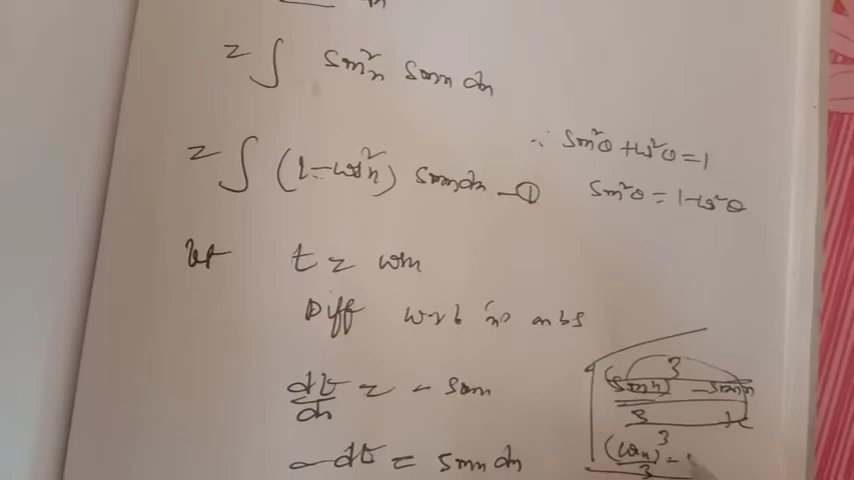 = ∫ sin²x sinx dx
= ∫ (1-cos²x) sinx dx —① ∵ sin²θ + cos²θ = 1
sin²θ = 1-cos²θ
let t = cosx
Diff w.r.t 'x' on b.s
dt/dx = - sinx
-dt = sinx dx
(sinx)³/3 - sinx
(cosx)³/3 -